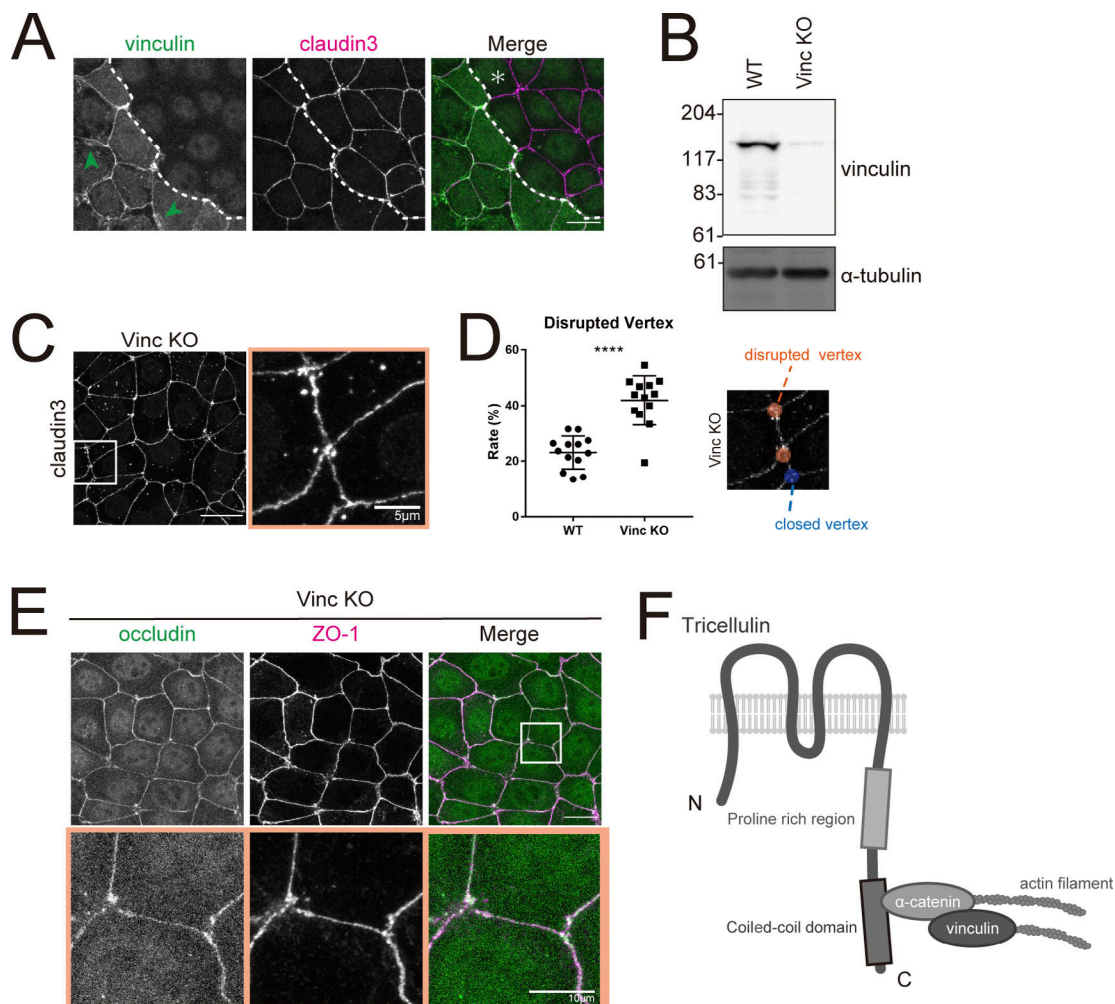 A
vinculin
claudin3
Merge
*
B
WT
Vinc KO
204
117
83
61
vinculin
61
α-tubulin
C
Vinc KO
claudin3
5μm
D
Disrupted Vertex
****
60
40
20
0
Rate (%)
WT
Vinc KO
disrupted vertex
Vinc KO
closed vertex
E
Vinc KO
occludin
ZO-1
Merge
10μm
F
Tricellulin
N
Proline rich region
actin filament
α-catenin
Coiled-coil domain
vinculin
C